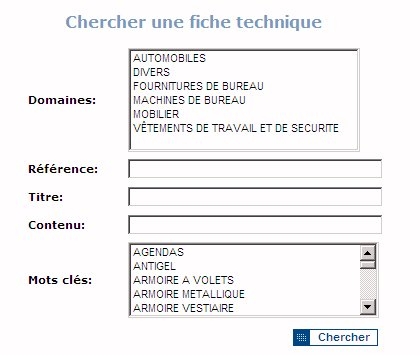 Chercher une fiche technique
Domaines:
AUTOMOBILES
DIVERS
FOURNITURES DE BUREAU
MACHINES DE BUREAU
MOBILIER
VÊTEMENTS DE TRAVAIL ET DE SECURITE
Référence:
Titre:
Contenu:
Mots clés:
AGENDAS
ANTIGEL
ARMOIRE A VOLETS
ARMOIRE METALLIQUE
ARMOIRE VESTIAIRE
Chercher